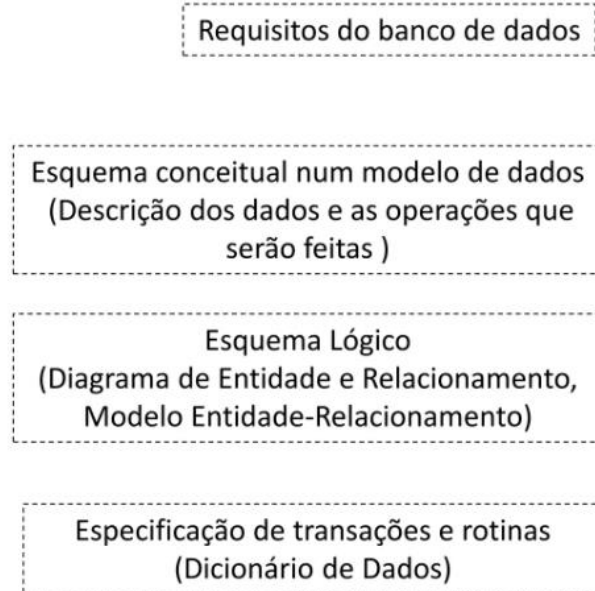 Requisitos do banco de dados
Esquema conceitual num modelo de dados
(Descrição dos dados e as operações que
serão feitas )
Esquema Lógico
(Diagrama de Entidade e Relacionamento,
Modelo Entidade-Relacionamento)
Especificação de transações e rotinas
(Dicionário de Dados)